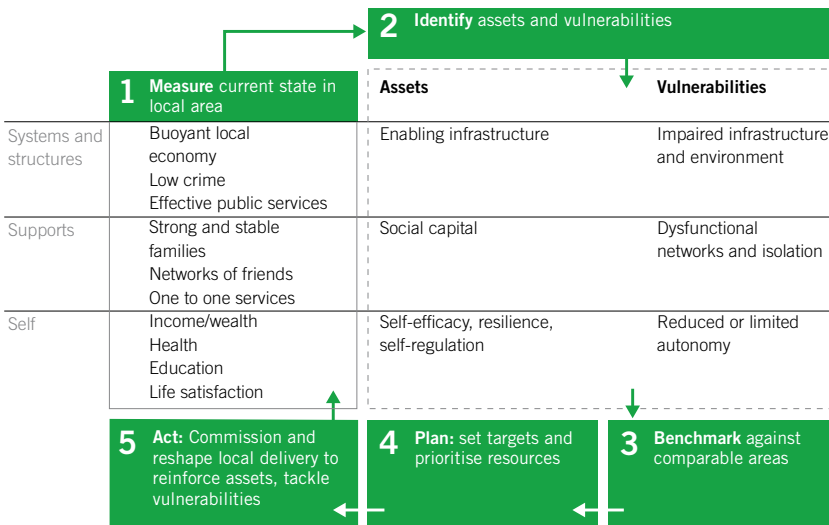 2 Identify assets and vulnerabilities
1 Measure current state in
local area
Assets
Vulnerabilities
Systems and
structures
Buoyant local
economy
Low crime
Effective public services
Enabling infrastructure
Impaired infrastructure
and environment
Supports
Strong and stable
families
Networks of friends
One to one services
Social capital
Dysfunctional
networks and isolation
Self
Income/wealth
Health
Education
Life satisfaction
Self-efficacy, resilience,
self-regulation
Reduced or limited
autonomy
5 Act: Commission and
reshape local delivery to
reinforce assets, tackle
vulnerabilities
4 Plan: set targets and
prioritise resources
3 Benchmark against
comparable areas